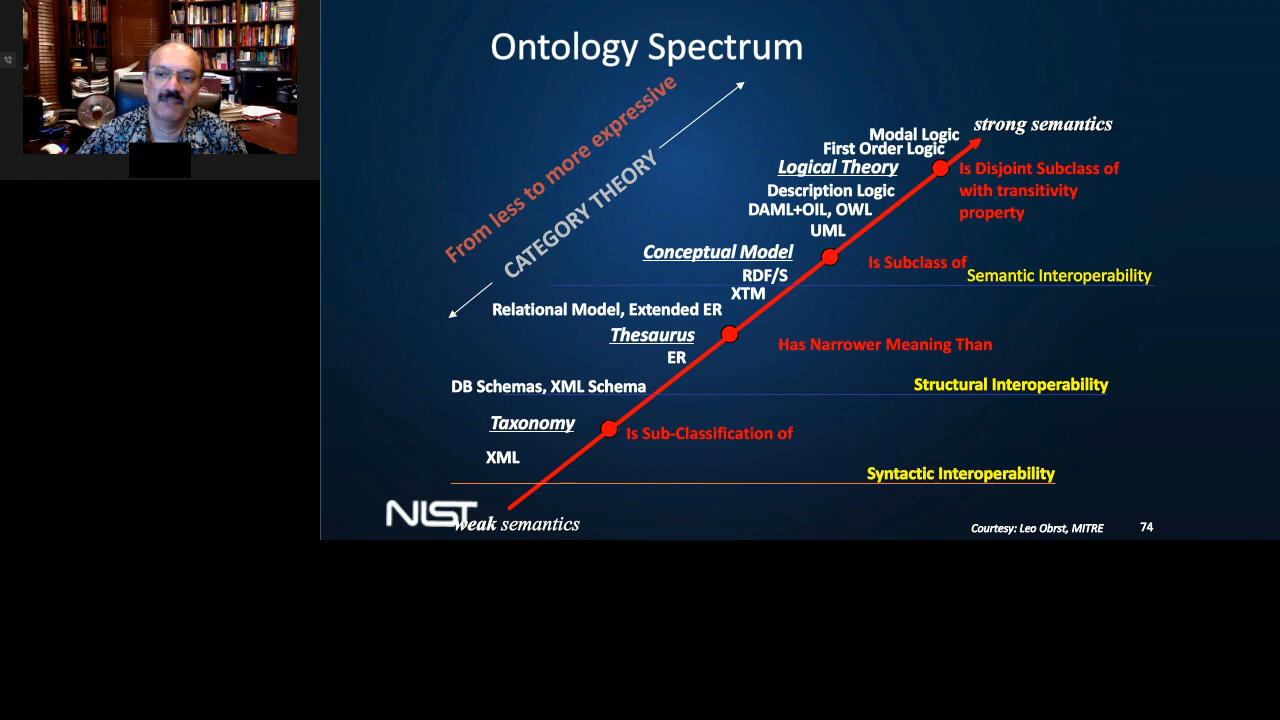 Ontology Spectrum
From less to more expressive
CATEGORY THEORY
strong semantics
Modal Logic
First Order Logic
Logical Theory
Is Disjoint Subclass of
with transitivity
property
Description Logic
DAML+OIL, OWL
UML
Conceptual Model
Is Subclass of
RDF/S
Semantic Interoperability
XTM
Relational Model, Extended ER
Thesaurus
Has Narrower Meaning Than
ER
DB Schemas, XML Schema
Structural Interoperability
Taxonomy
Is Sub-Classification of
XML
Syntactic Interoperability
NIST
weak semantics
Courtesy: Leo Obrst, MITRE
74